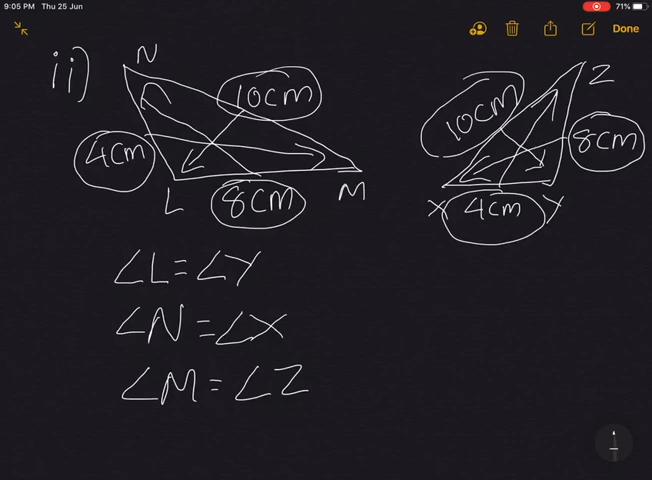 9:05 PM Thu 25 Jun 71%
Done
ii) N 10cm 10cm Z
4cm 8cm
L 8cm M X 4cm Y
∠L=∠Y
∠N=∠X
∠M=∠Z